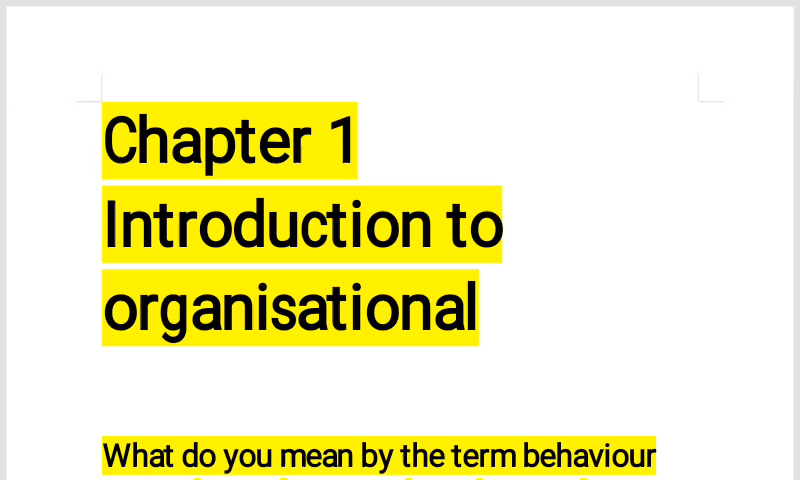 Chapter 1
Introduction to
organisational
What do you mean by the term behaviour